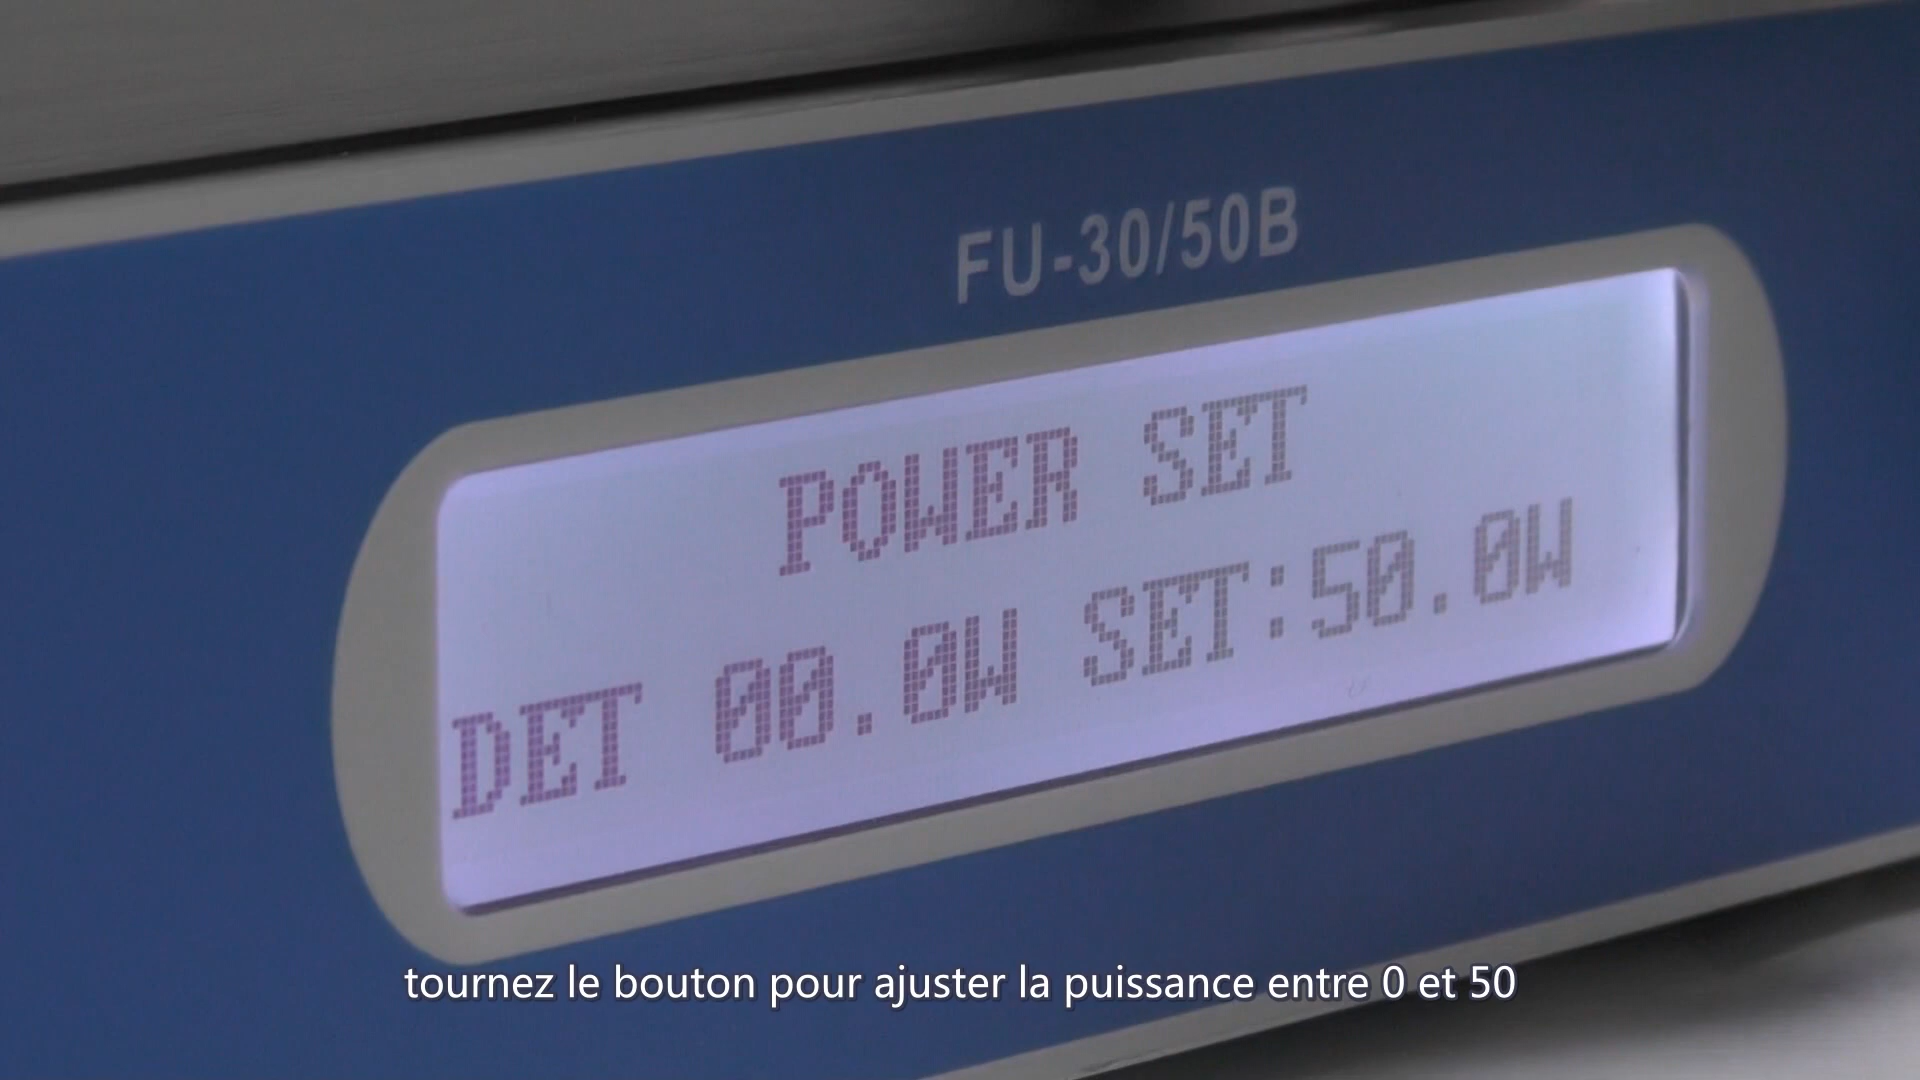 FU-30/50B
POWER SET
DET 00.0W SET:50.0W
tournez le bouton pour ajuster la puissance entre 0 et 50